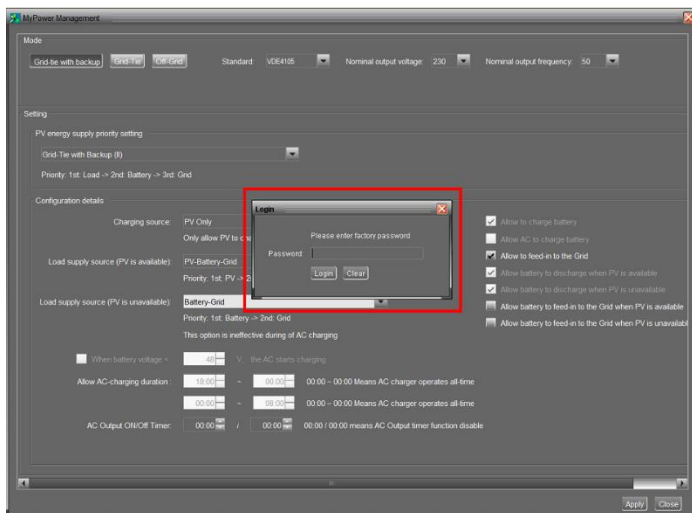 MyPower Management
Mode
Grid-tie with backup Grid-Tie Off-Grid Standard: VDE4105 Nominal output voltage: 230 Nominal output frequency: 50
Setting
PV energy supply priority setting
Grid-Tie with Backup (II)
Priority: 1st: Load -> 2nd: Battery -> 3rd: Grid
Configuration details
Charging source: PV Only
Only allow PV to
Load supply source (PV is available): PV-Battery-Grid
Priority: 1st: PV ->
Load supply source (PV is unavailable): Battery-Grid
Priority: 1st: Battery -> 2nd: Grid
This option is ineffective during of AC charging
Login
Please enter factory password
Password:
Login Clear
Allow to charge battery
Allow AC to charge battery
Allow to feed-in to the Grid
Allow battery to discharge when PV is available
Allow battery to discharge when PV is unavailable
Allow battery to feed-in to the Grid when PV is available
Allow battery to feed-in to the Grid when PV is unavailabl
When battery voltage < 48 V, the AC starts charging
Allow AC-charging duration : 18:00 ~ 00:00 00:00 ~ 00:00 Means AC charger operates all-time
00:00 ~ 08:00 00:00 ~ 00:00 Means AC charger operates all-time
AC Output ON/Off Timer: 00:00 / 00:00 00:00 / 00:00 means AC Output timer function disable
Apply Close